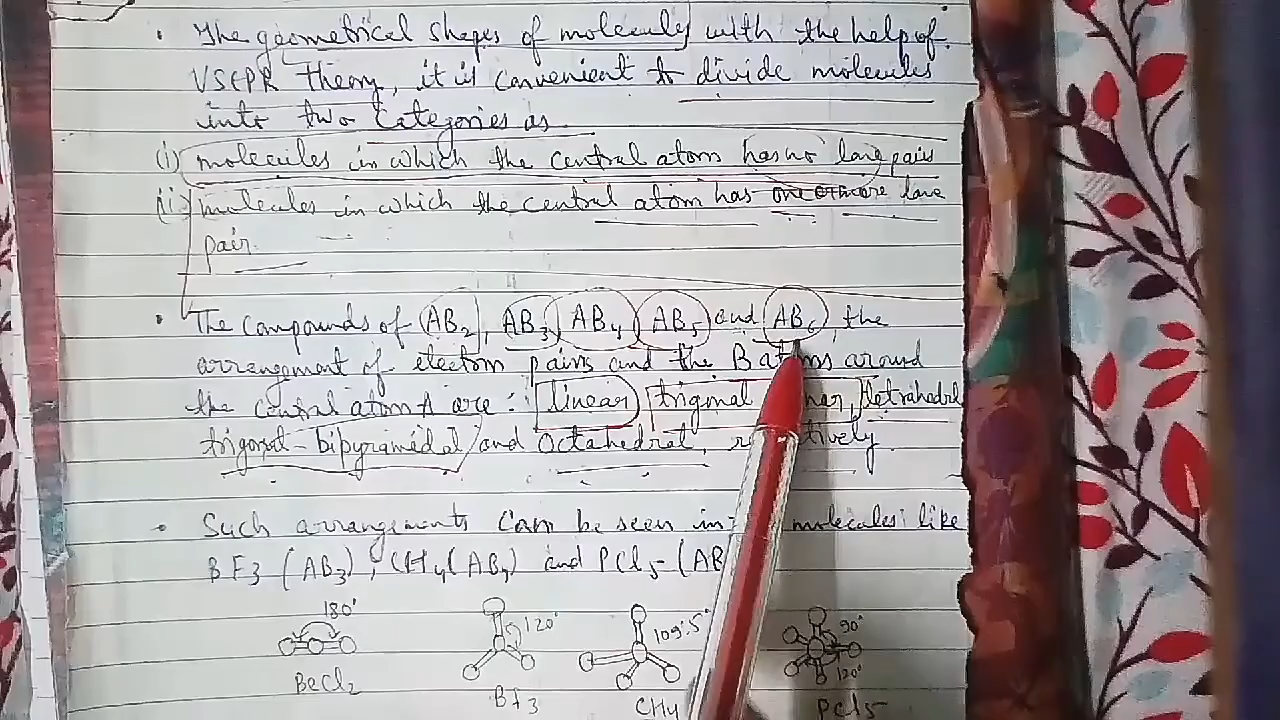 • The geometrical shapes of molecules with the help of
VSEPR theory, it is convenient to divide molecules
into two categories as
(i) molecules in which the central atom has no lone pair
(ii) molecules in which the central atom has one or more lone
pair.
• The compounds of AB2, AB3, AB4, AB5 and AB6, the
arrangement of electron pairs and the B atoms around
the central atom A are : linear, trigonal nar, tetrahedral
trigonal-bipyramidal and octahedral, r tively.
• Such arrangements can be seen in molecules like
BF3 (AB3), CH4 (AB4) and PCl5 (AB
180° 120° 109.5° 90°
120°
BeCl2 BF3 CH4 PCl5